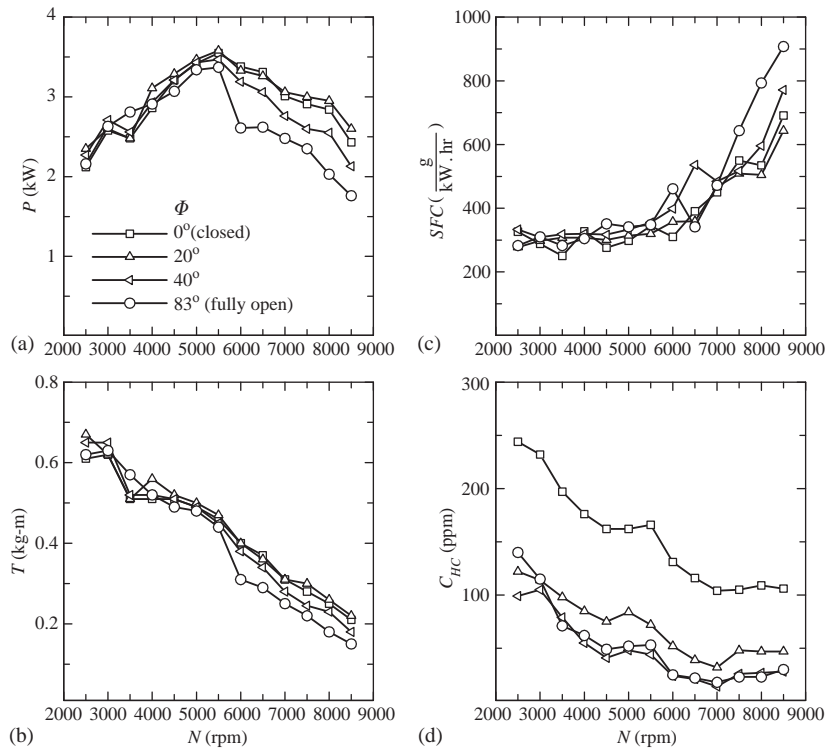 4
3
2
1
P
(kW)
Φ
0° (closed)
20°
40°
83° (fully open)
(a)
2000 3000 4000 5000 6000 7000 8000 9000
1000
800
600
400
200
SFC( g/kW.hr )
(c)
2000 3000 4000 5000 6000 7000 8000 9000
0.8
0.6
0.4
0.2
T (kg-m)
(b)
2000 3000 4000 5000 6000 7000 8000 9000
N (rpm)
300
200
100
C_HC (ppm)
(d)
2000 3000 4000 5000 6000 7000 8000 9000
N (rpm)